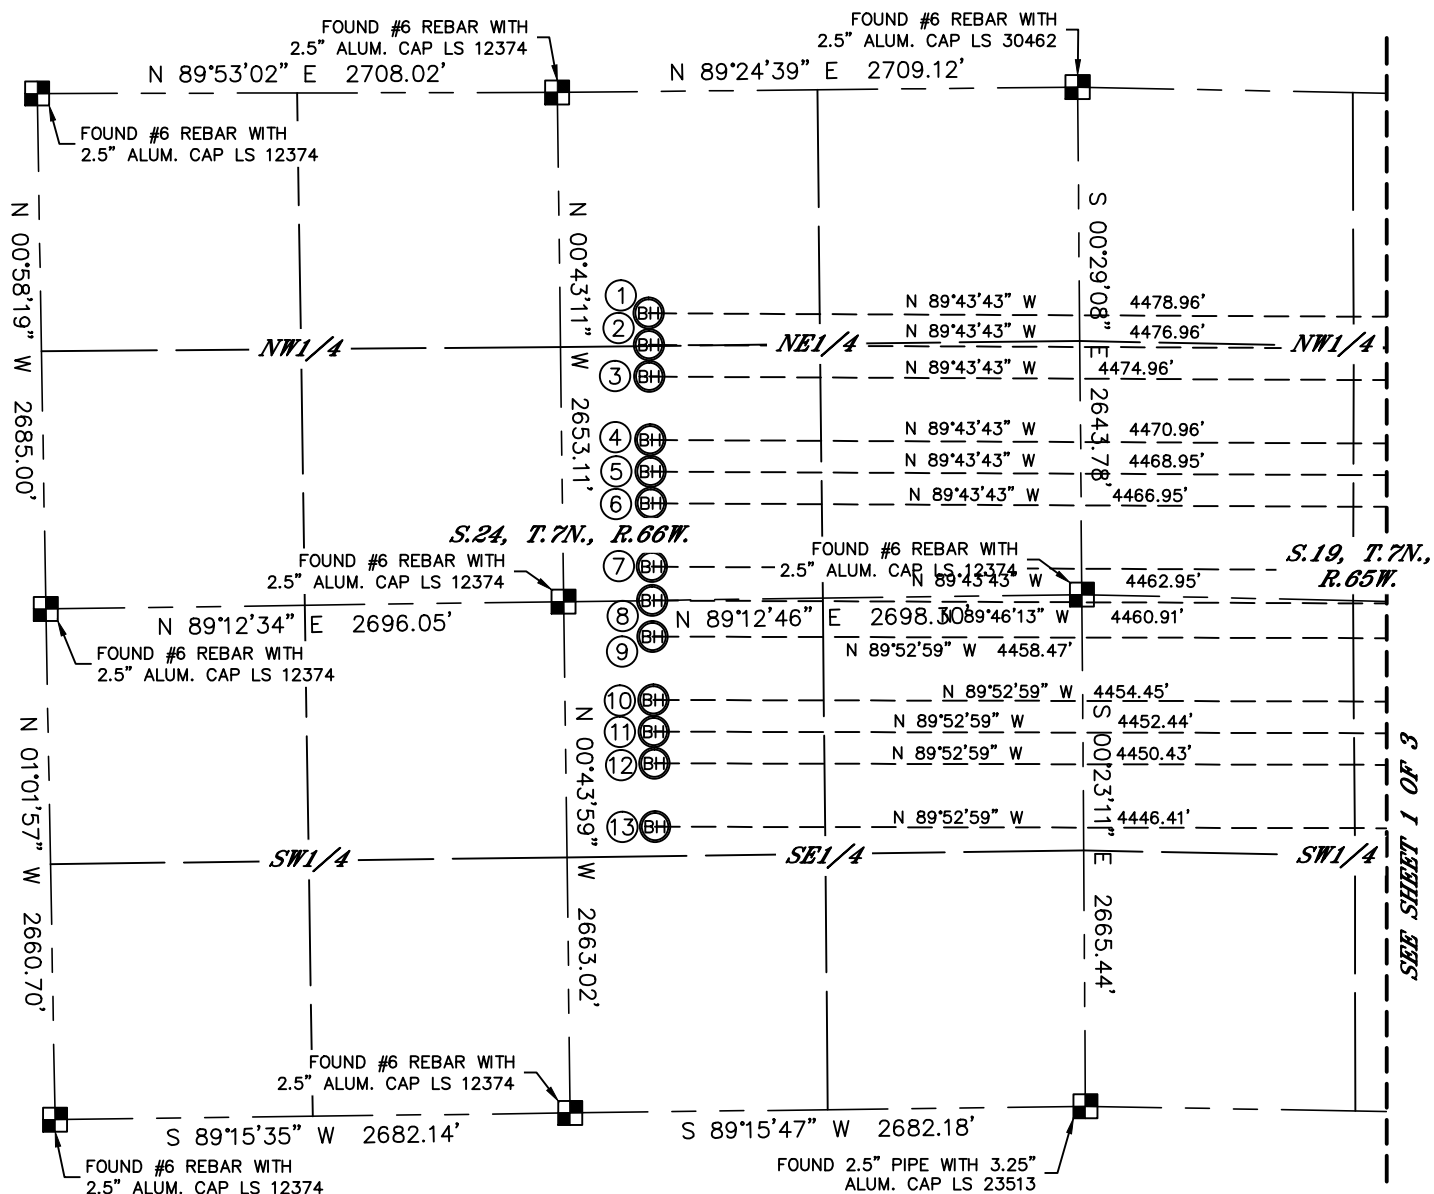 FOUND #6 REBAR WITH
2.5" ALUM. CAP LS 12374
FOUND #6 REBAR WITH
2.5" ALUM. CAP LS 30462
N 89°53'02" E 2708.02'
N 89°24'39" E 2709.12'
FOUND #6 REBAR WITH
2.5" ALUM. CAP LS 12374
N 00°58'19" W 2685.00'
N 00°43'11" W 2653.11'
S 00°29'08" E 2643.78'
1
BH
N 89°43'43" W 4478.96'
2
BH
N 89°43'43" W 4476.96'
NW1/4
NE1/4
NW1/4
3
BH
N 89°43'43" W 4474.96'
4
BH
N 89°43'43" W 4470.96'
5
BH
N 89°43'43" W 4468.95'
6
BH
N 89°43'43" W 4466.95'
S.24, T.7N., R.66W.
S.19, T.7N.,
R.65W.
FOUND #6 REBAR WITH
2.5" ALUM. CAP LS 12374
FOUND #6 REBAR WITH
2.5" ALUM. CAP LS 12374
7
BH
N 89°43'43" W 4462.95'
8
BH
N 89°46'13" W 4460.91'
N 89°12'34" E 2696.05'
N 89°12'46" E 2698.30'
9
BH
N 89°52'59" W 4458.47'
FOUND #6 REBAR WITH
2.5" ALUM. CAP LS 12374
10
BH
N 89°52'59" W 4454.45'
11
BH
N 89°52'59" W 4452.44'
12
BH
N 89°52'59" W 4450.43'
13
BH
N 89°52'59" W 4446.41'
N 01°01'57" W 2660.70'
N 00°43'59" W 2663.02'
S 00°23'11" E 2665.44'
SEE SHEET 1 OF 3
SW1/4
SE1/4
SW1/4
FOUND #6 REBAR WITH
2.5" ALUM. CAP LS 12374
S 89°15'35" W 2682.14'
S 89°15'47" W 2682.18'
FOUND #6 REBAR WITH
2.5" ALUM. CAP LS 12374
FOUND 2.5" PIPE WITH 3.25"
ALUM. CAP LS 23513